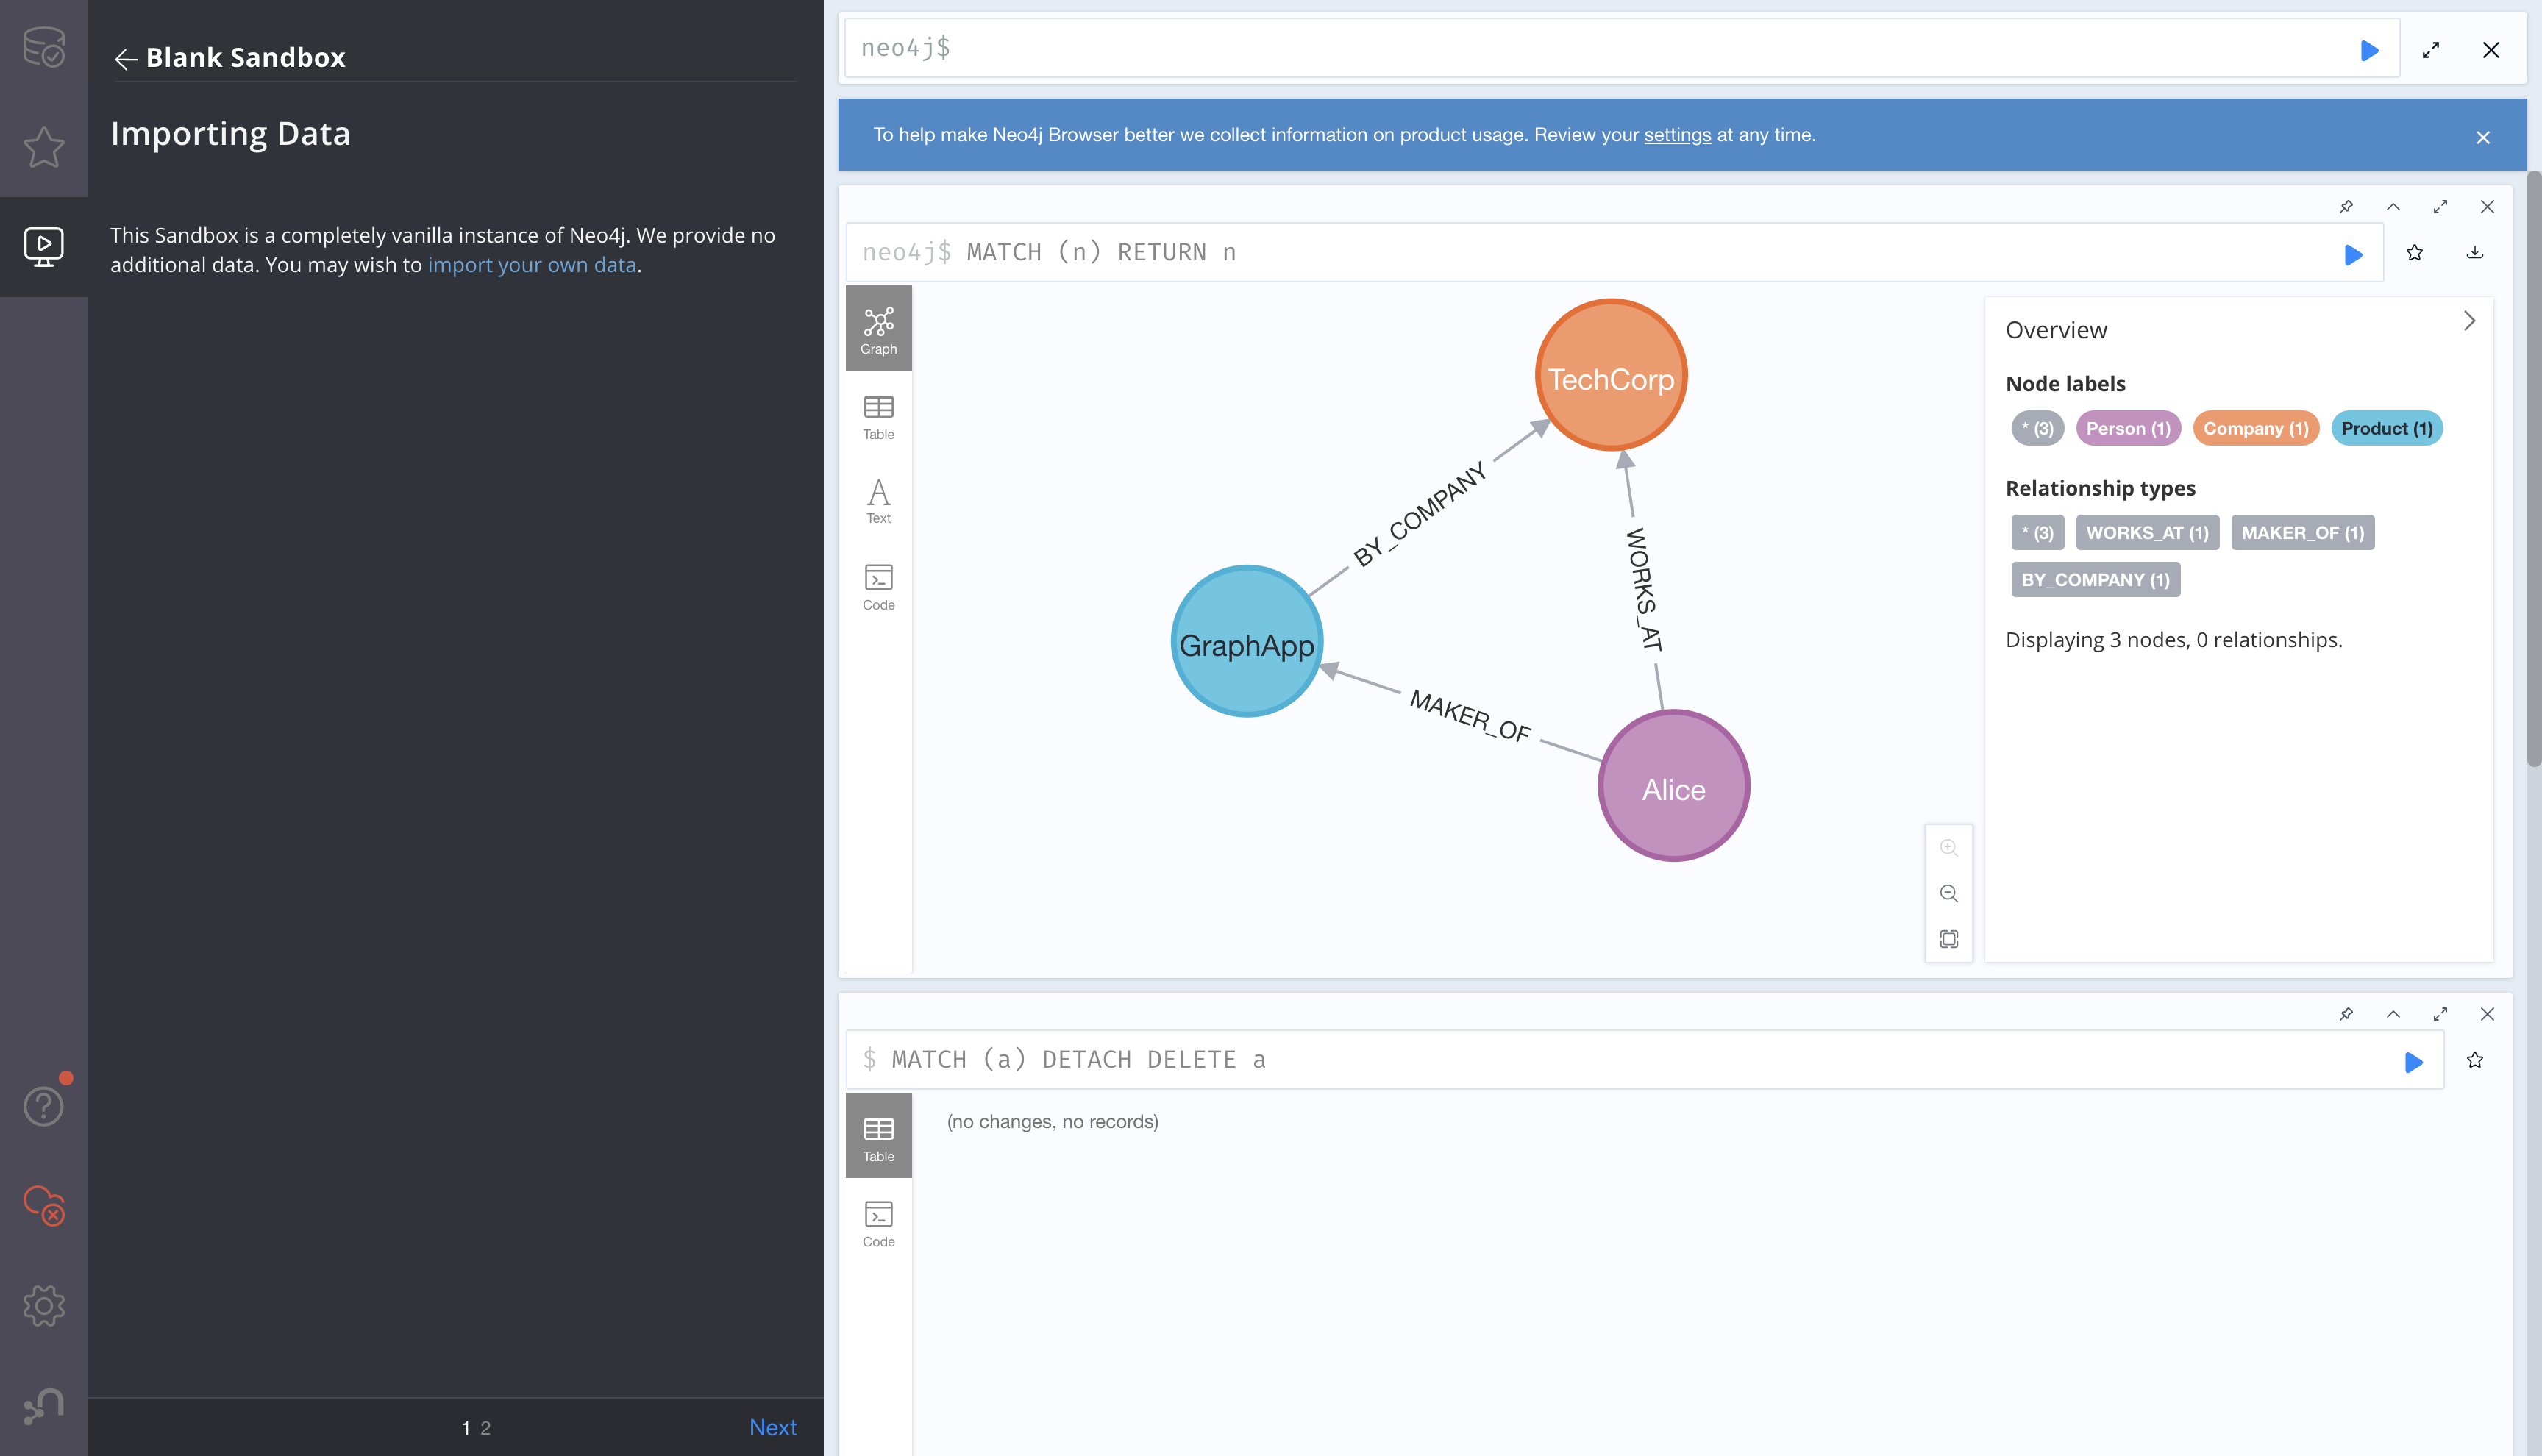 Blank Sandbox
Importing Data
This Sandbox is a completely vanilla instance of Neo4j. We provide no
additional data. You may wish to import your own data.
1 2
Next
neo4j$
To help make Neo4j Browser better we collect information on product usage. Review your settings at any time.
neo4j$ MATCH (n) RETURN n
Graph
Table
Text
Code
TechCorp
BY_COMPANY
WORKS_AT
GraphApp
MAKER_OF
Alice
Overview
Node labels
* (3) Person (1) Company (1) Product (1)
Relationship types
* (3) WORKS_AT (1) MAKER_OF (1)
BY_COMPANY (1)
Displaying 3 nodes, 0 relationships.
$ MATCH (a) DETACH DELETE a
Table
Code
(no changes, no records)